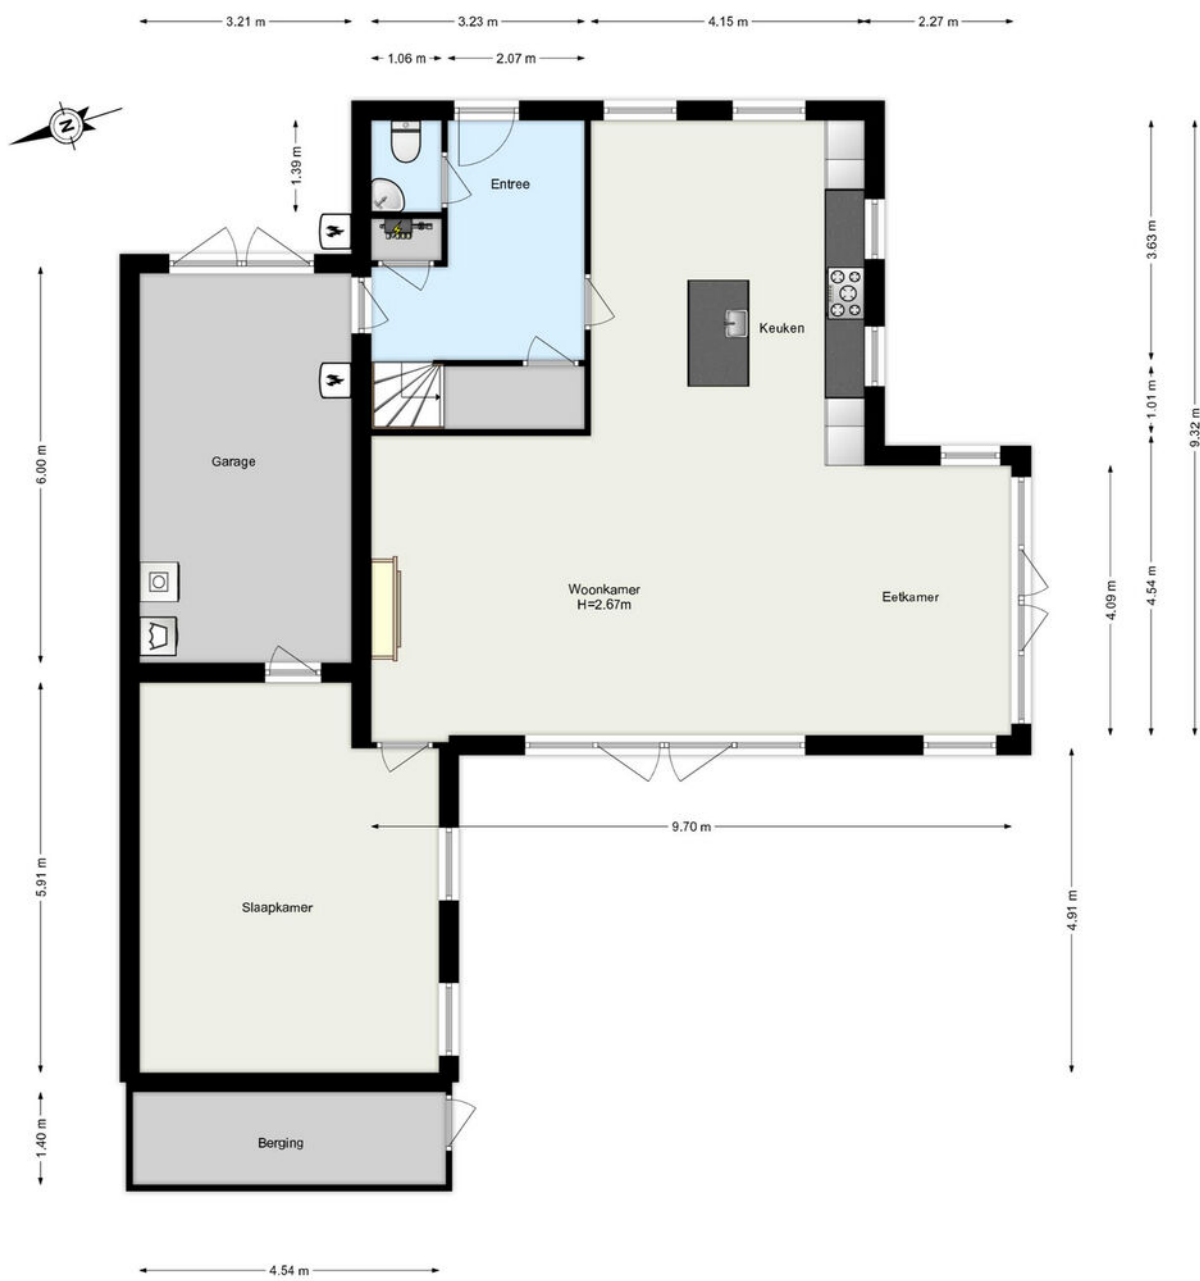 3.21 m
3.23 m
4.15 m
2.27 m
1.06 m
2.07 m
N
1.39 m
Entree
3.63 m
Keuken
1.01 m
9.32 m
Garage
6.00 m
Woonkamer
H=2.67m
Eetkamer
4.09 m
4.54 m
9.70 m
5.91 m
Slaapkamer
4.91 m
1.40 m
Berging
4.54 m